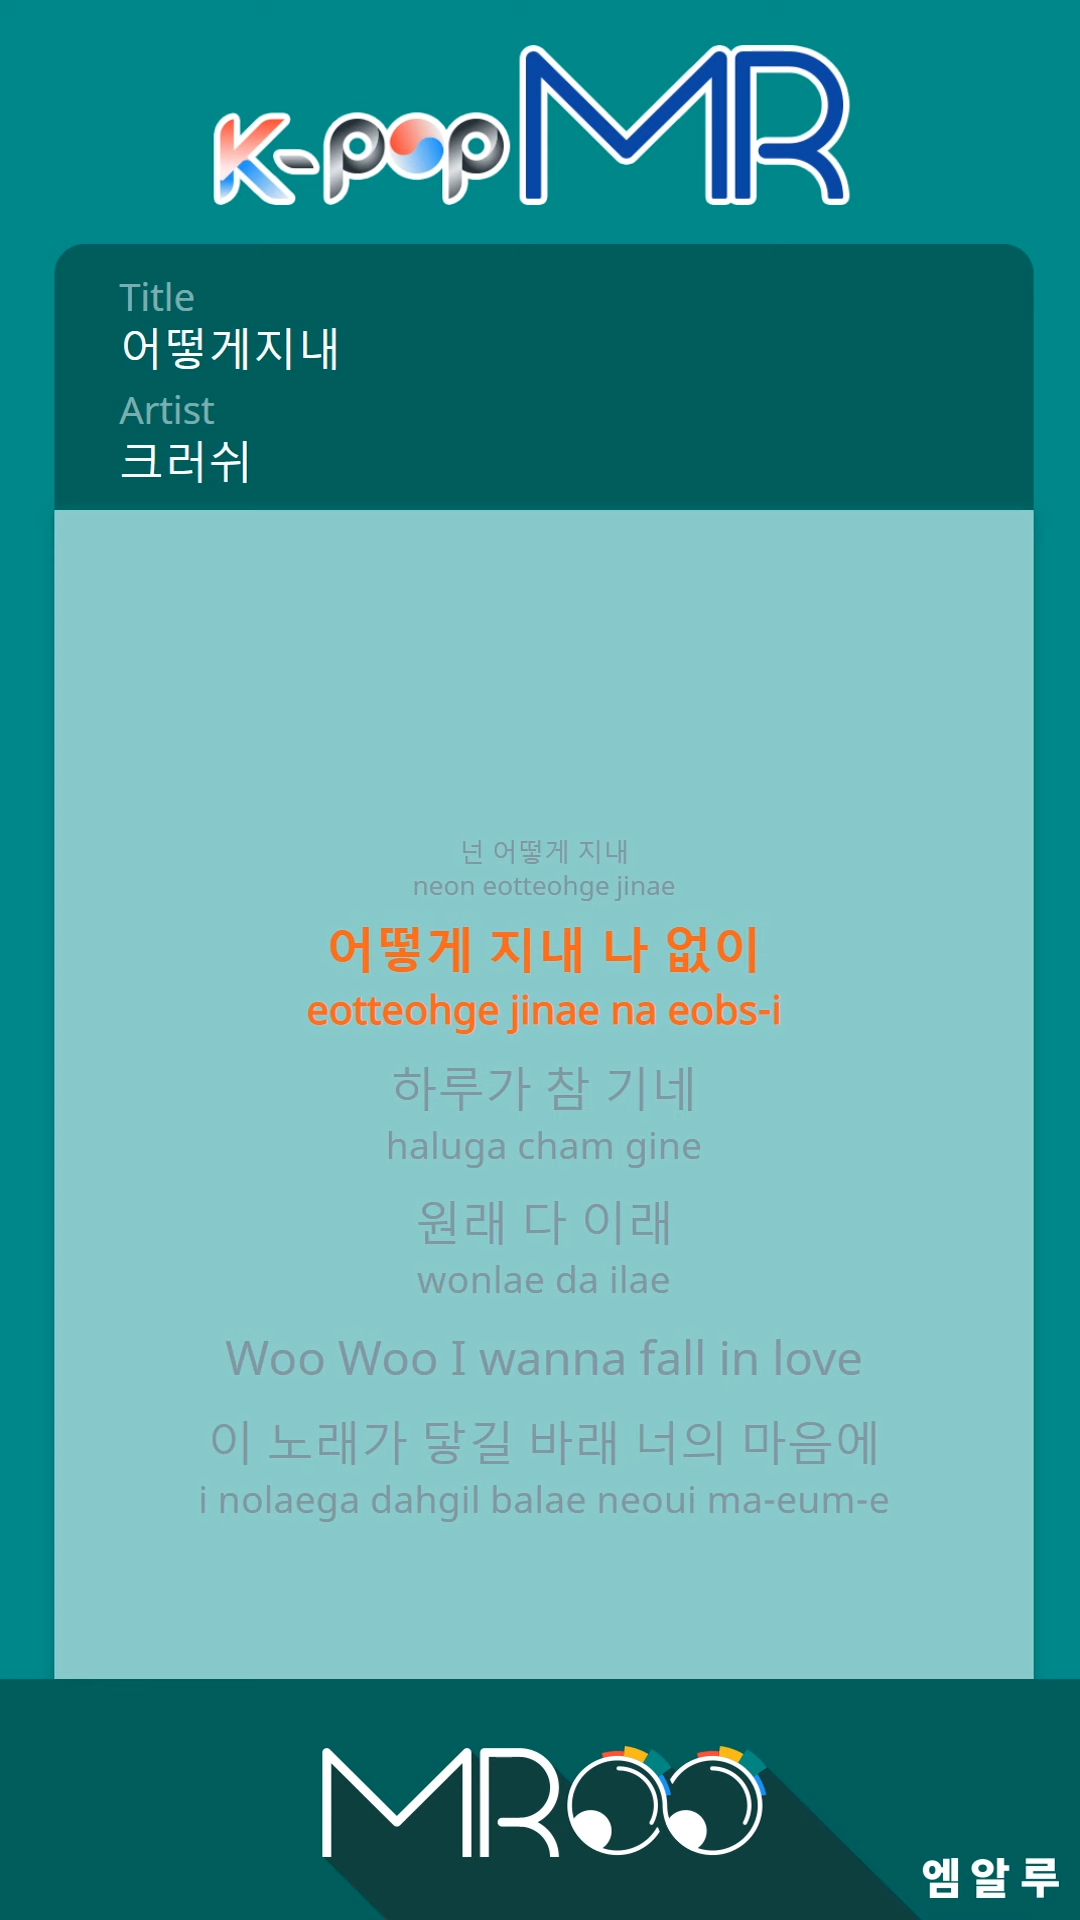 K-pop MR
Title
어떻게지내
Artist
크러쉬
넌 어떻게 지내
neon eotteohge jinae
어떻게 지내 나 없이
eotteohge jinae na eobs-i
하루가 참 기네
haluga cham gine
원래 다 이래
wonlae da ilae
Woo Woo I wanna fall in love
이 노래가 닿길 바래 너의 마음에
i nolaega dahgil balae neoui ma-eum-e
MROO
엠알루